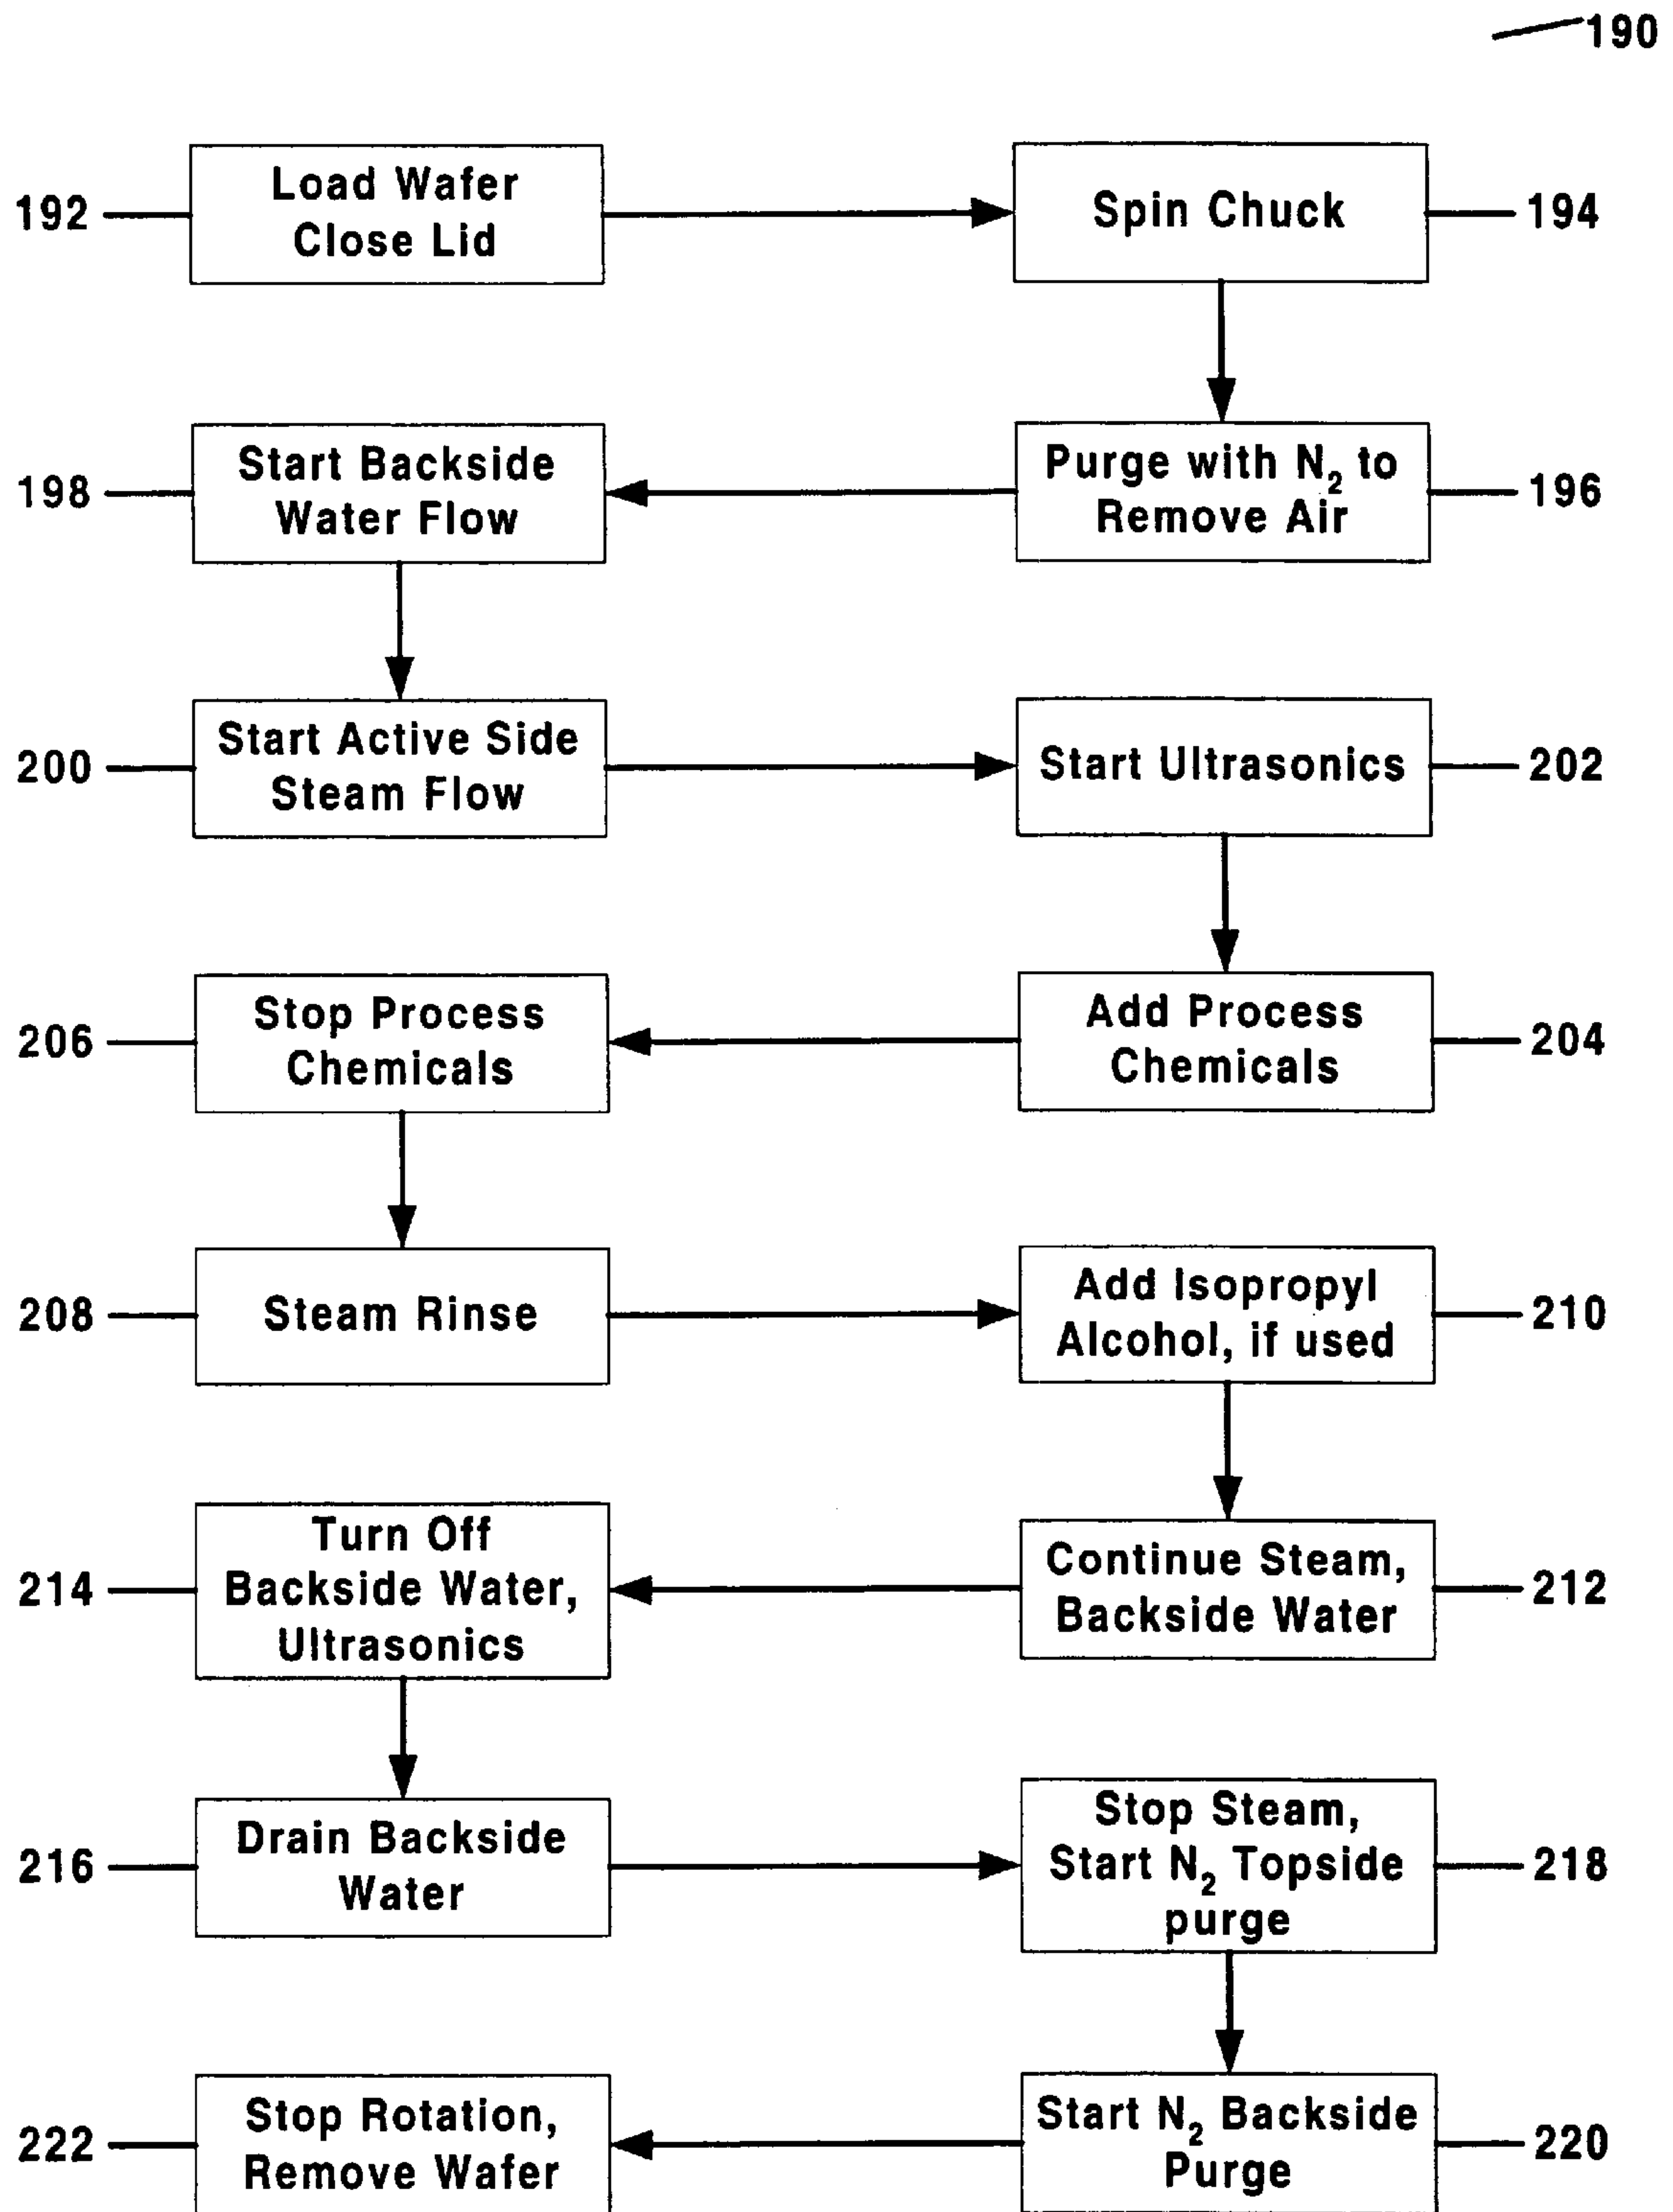 190
192
Load Wafer
Close Lid
Spin Chuck
194
198
Start Backside
Water Flow
Purge with N₂ to
Remove Air
196
200
Start Active Side
Steam Flow
Start Ultrasonics
202
206
Stop Process
Chemicals
Add Process
Chemicals
204
208
Steam Rinse
Add Isopropyl
Alcohol, if used
210
214
Turn Off
Backside Water,
Ultrasonics
Continue Steam,
Backside Water
212
216
Drain Backside
Water
Stop Steam,
Start N₂ Topside
purge
218
222
Stop Rotation,
Remove Wafer
Start N₂ Backside
Purge
220